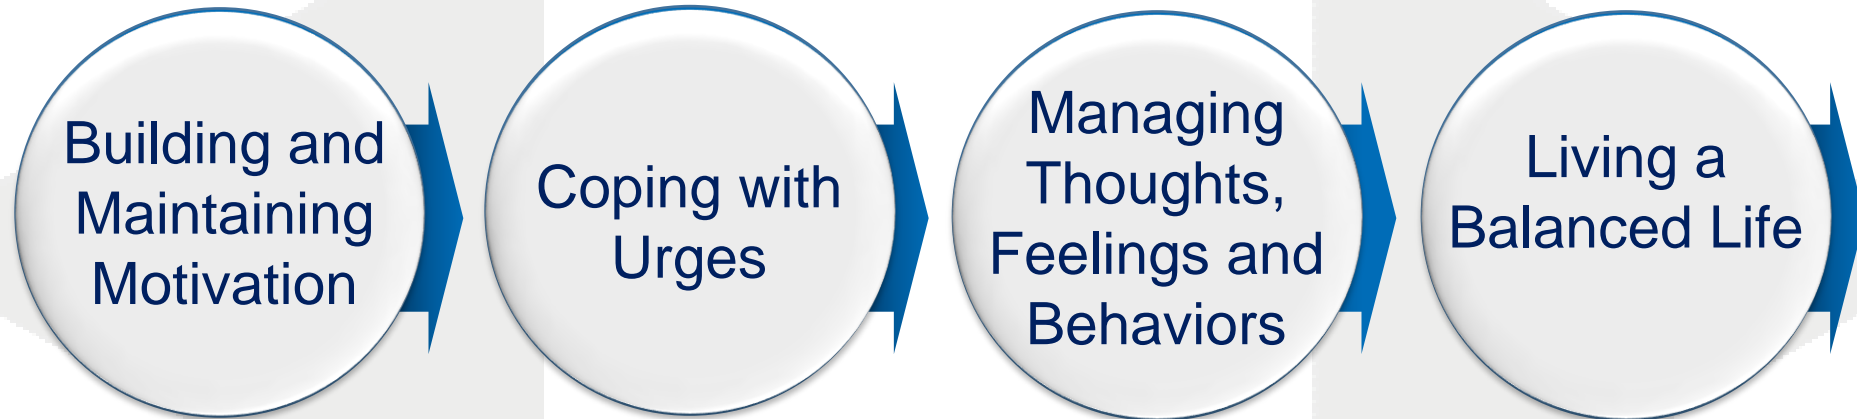 Building and
Maintaining
Motivation
Coping with
Urges
Managing
Thoughts,
Feelings and
Behaviors
Living a
Balanced Life